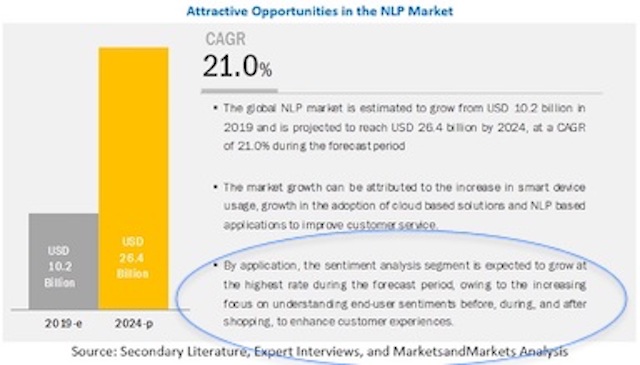 Attractive Opportunities in the NLP Market
CAGR
21.0%
▪ The global NLP market is estimated to grow from USD 10.2 billion in
2019 and is projected to reach USD 26.4 billion by 2024, at a CAGR
of 21.0% during the forecast period
▪ The market growth can be attributed to the increase in smart device
usage, growth in the adoption of cloud based solutions and NLP based
applications to improve customer service.
▪ By application, the sentiment analysis segment is expected to grow at
the highest rate during the forecast period, owing to the increasing
focus on understanding end-user sentiments before, during, and after
shopping, to enhance customer experiences.
USD
10.2
Billion
USD
26.4
Billion
2019-e
2024-p
Source: Secondary Literature, Expert Interviews, and MarketsandMarkets Analysis